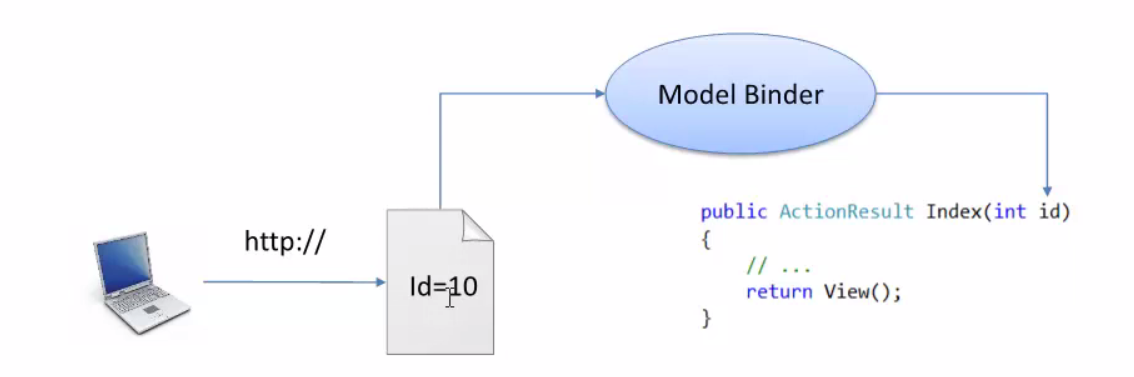 Model Binder
http://
Id=10
public ActionResult Index(int id)
{
// ...
return View();
}